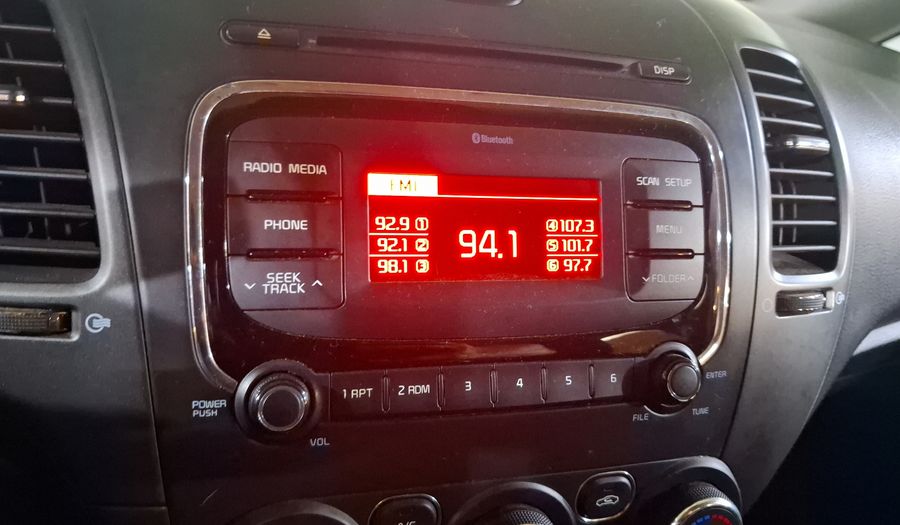 DISP
Bluetooth
RADIO MEDIA
PHONE
SEEK
TRACK
FM1
92.9 1
92.1 2
98.1 3
94.1
4 107.3
5 101.7
6 97.7
SCAN SETUP
MENU
FOLDER
POWER
PUSH
VOL
1 RPT
2 RDM
3
4
5
6
ENTER
FILE
TUNE